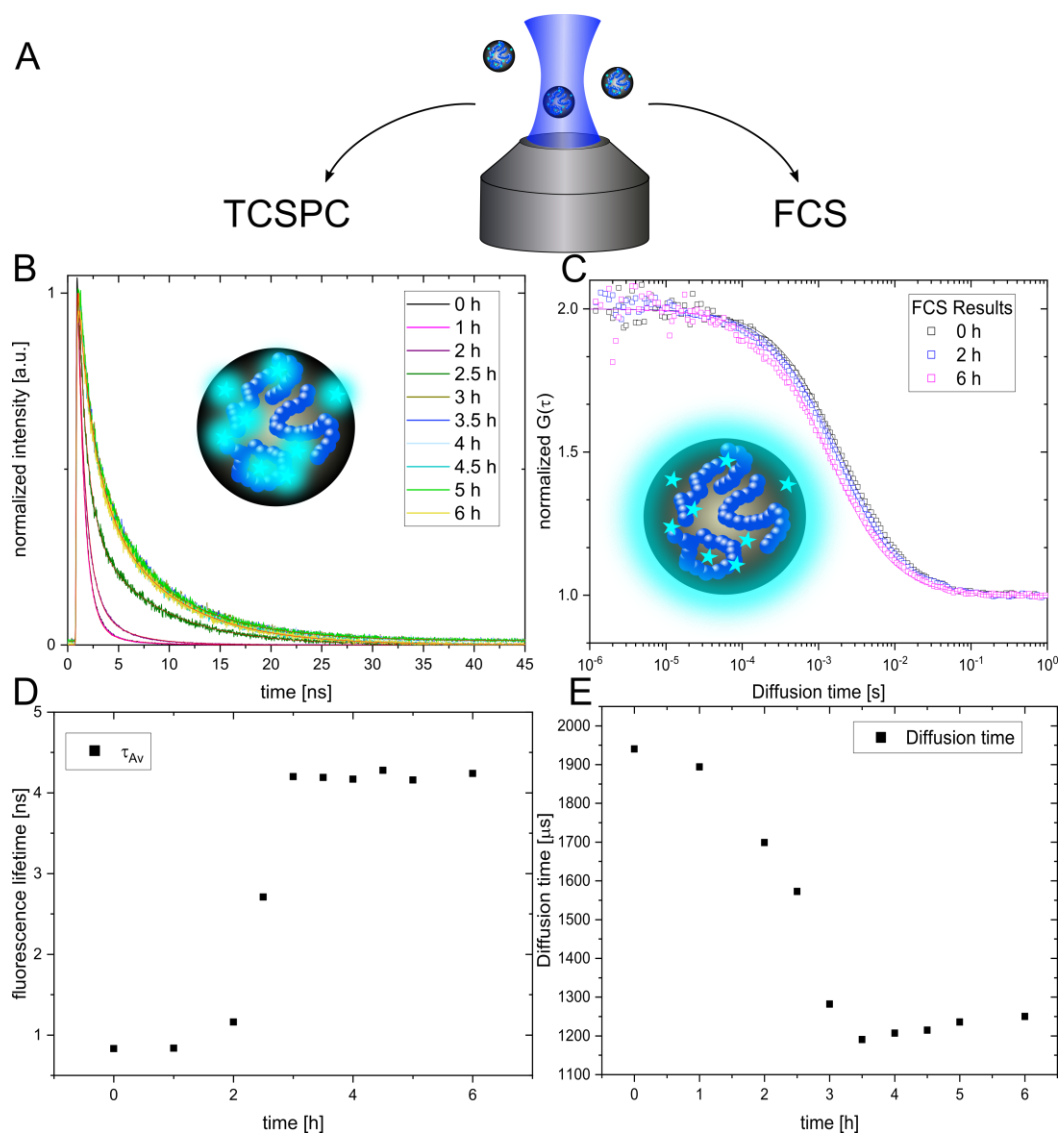 A
TCSPC
FCS
B
normalized intensity [a.u.]
1
0
0 h
1 h
2 h
2.5 h
3 h
3.5 h
4 h
4.5 h
5 h
6 h
0 5 10 15 20 25 30 35 40 45
time [ns]
C
normalized G(τ)
2.0
1.5
1.0
FCS Results
0 h
2 h
6 h
10⁻⁶ 10⁻⁵ 10⁻⁴ 10⁻³ 10⁻² 10⁻¹ 10⁰
Diffusion time [s]
D
fluorescence lifetime [ns]
5
4
3
2
1
τAv
0 2 4 6
time [h]
E
Diffusion time [µs]
2000
1900
1800
1700
1600
1500
1400
1300
1200
1100
Diffusion time
0 1 2 3 4 5 6
time [h]